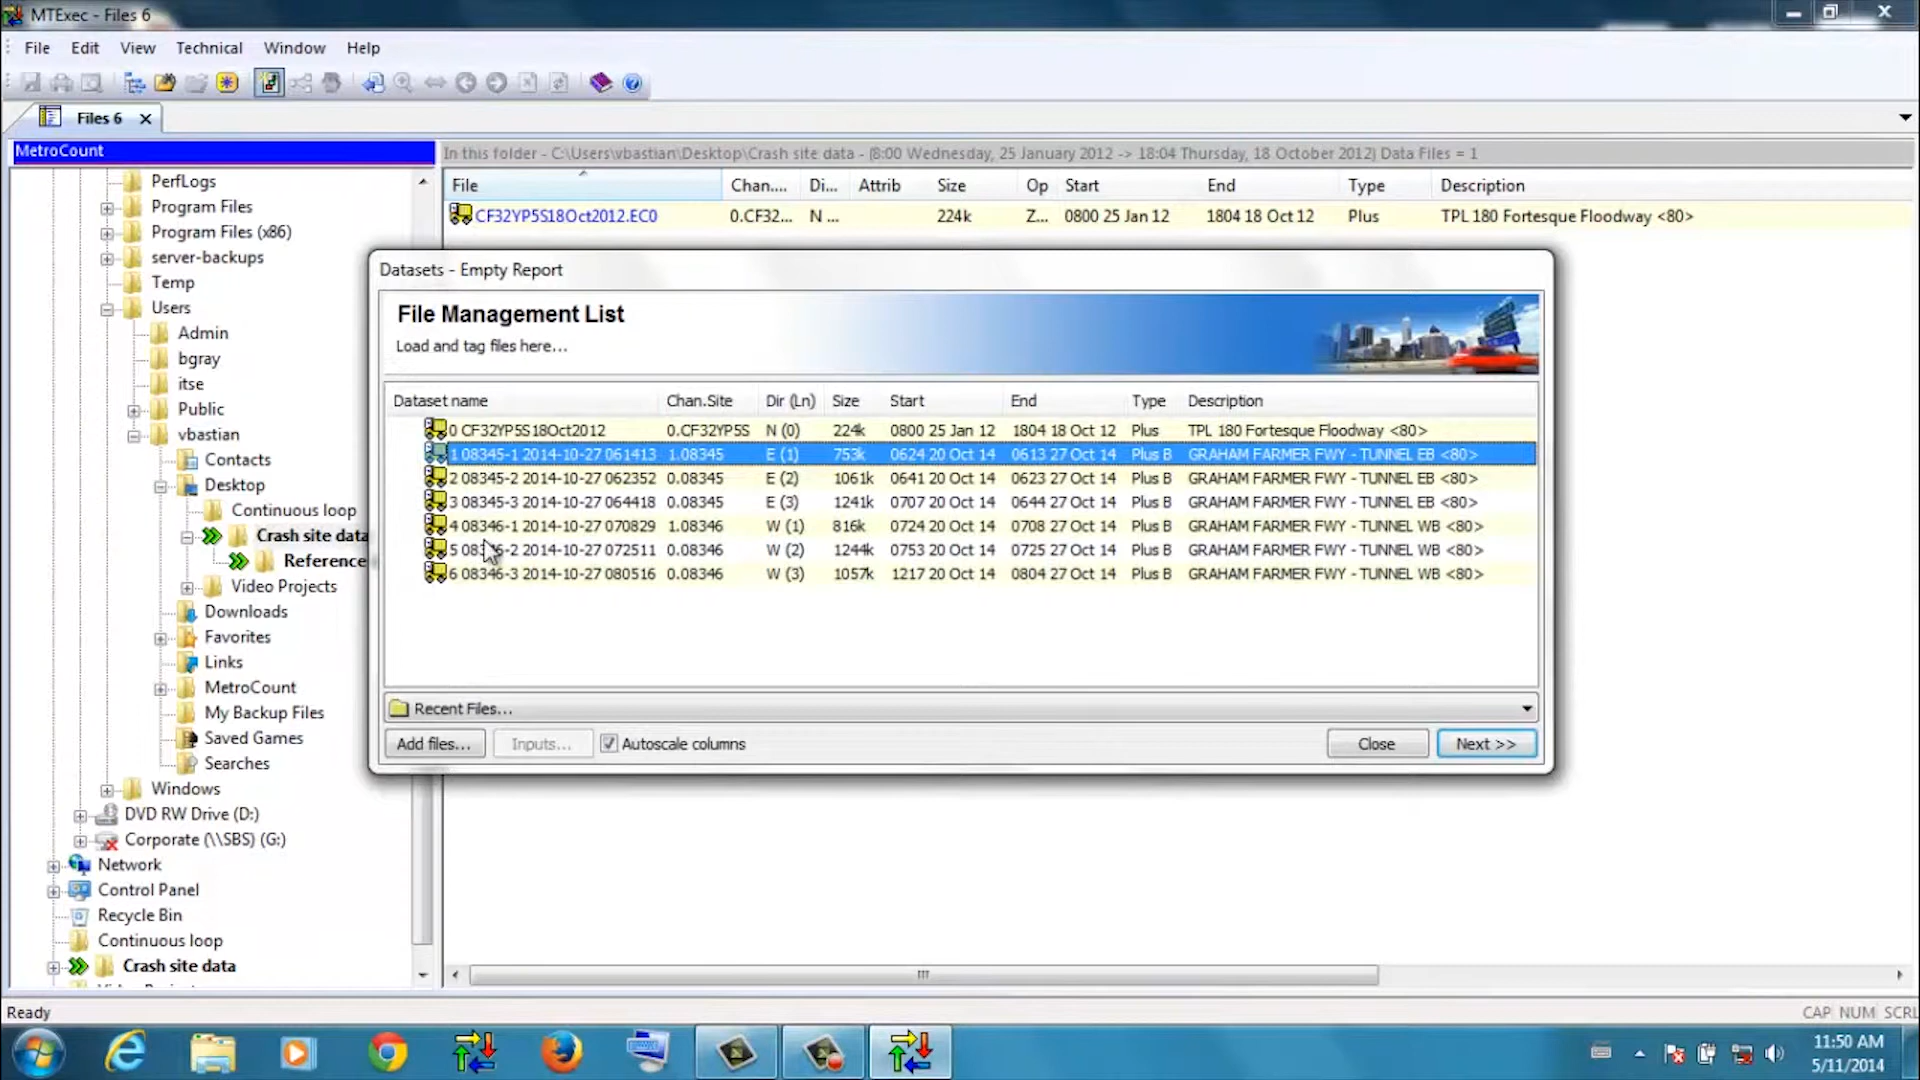 MTExec - Files 6
File Edit View Technical Window Help
Files 6
MetroCount
In this folder - C:\Users\vbastian\Desktop\Crash site data - (8:00 Wednesday, 25 January 2012 -> 18:04 Thursday, 18 October 2012) Data Files = 1
File Chan.... Di... Attrib Size Op Start End Type Description
CF32YP5S18Oct2012.EC0 0.CF32... N ... 224k Z... 0800 25 Jan 12 1804 18 Oct 12 Plus TPL 180 Fortesque Floodway <80>
PerfLogs
Program Files
Program Files (x86)
server-backups
Temp
Users
Admin
bgray
itse
Public
vbastian
Contacts
Desktop
Continuous loop
Crash site data
Reference
Video Projects
Downloads
Favorites
Links
MetroCount
My Backup Files
Saved Games
Searches
Windows
DVD RW Drive (D:)
Corporate (\\SBS) (G:)
Network
Control Panel
Recycle Bin
Continuous loop
Crash site data
Datasets - Empty Report
File Management List
Load and tag files here...
Dataset name Chan.Site Dir (Ln) Size Start End Type Description
0 CF32YP5S18Oct2012 0.CF32YP5S N (0) 224k 0800 25 Jan 12 1804 18 Oct 12 Plus TPL 180 Fortesque Floodway <80>
1 08345-1 2014-10-27 061413 1.08345 E (1) 753k 0624 20 Oct 14 0613 27 Oct 14 Plus B GRAHAM FARMER FWY - TUNNEL EB <80>
2 08345-2 2014-10-27 062352 0.08345 E (2) 1061k 0641 20 Oct 14 0623 27 Oct 14 Plus B GRAHAM FARMER FWY - TUNNEL EB <80>
3 08345-3 2014-10-27 064418 0.08345 E (3) 1241k 0707 20 Oct 14 0644 27 Oct 14 Plus B GRAHAM FARMER FWY - TUNNEL EB <80>
4 08346-1 2014-10-27 070829 1.08346 W (1) 816k 0724 20 Oct 14 0708 27 Oct 14 Plus B GRAHAM FARMER FWY - TUNNEL WB <80>
5 08346-2 2014-10-27 072511 0.08346 W (2) 1244k 0753 20 Oct 14 0725 27 Oct 14 Plus B GRAHAM FARMER FWY - TUNNEL WB <80>
6 08346-3 2014-10-27 080516 0.08346 W (3) 1057k 1217 20 Oct 14 0804 27 Oct 14 Plus B GRAHAM FARMER FWY - TUNNEL WB <80>
Recent Files...
Add files... Inputs... Autoscale columns Close Next >>
Ready CAP NUM SCRL
11:50 AM
5/11/2014